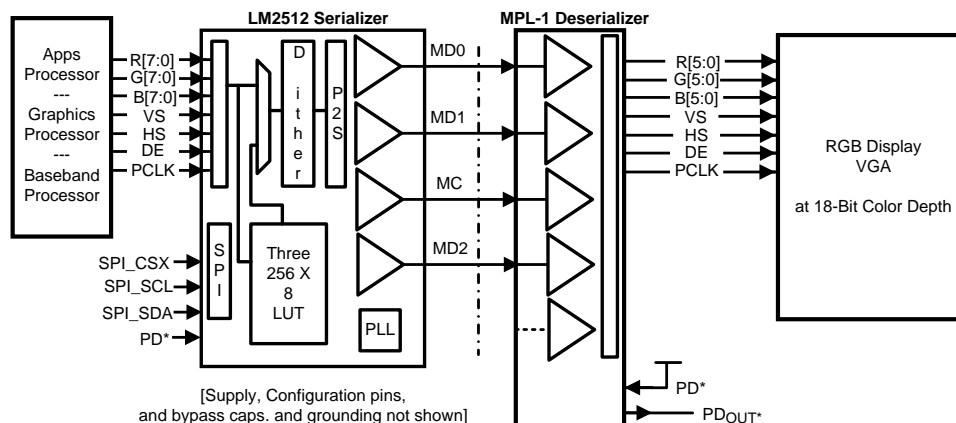 LM2512 Serializer
MPL-1 Deserializer
Apps
Processor
---
Graphics
Processor
---
Baseband
Processor
R[7:0]
G[7:0]
B[7:0]
VS
HS
DE
PCLK
SPI_CSX
SPI_SCL
SPI_SDA
PD*
SPI
Dither
P2S
Three
256 X
8
LUT
PLL
MD0
MD1
MC
MD2
R[5:0]
G[5:0]
B[5:0]
VS
HS
DE
PCLK
RGB Display
VGA
at 18-Bit Color Depth
PD*
PDOUT*
[Supply, Configuration pins,
and bypass caps. and grounding not shown]